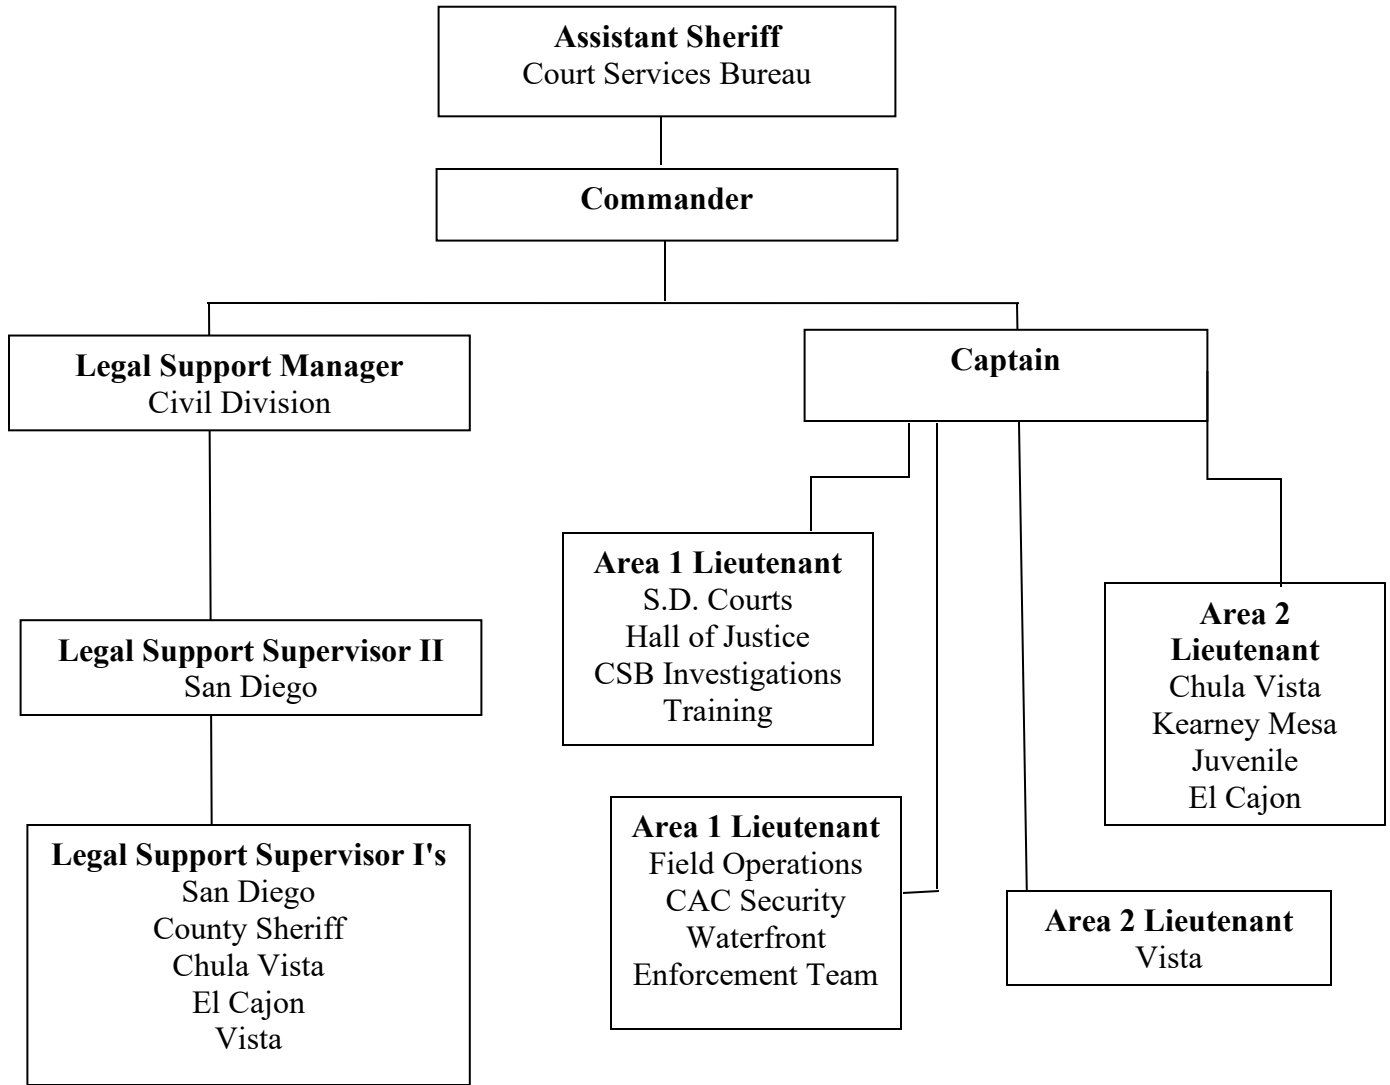 Assistant Sheriff
Court Services Bureau
Commander
Legal Support Manager
Civil Division
Captain
Legal Support Supervisor II
San Diego
Legal Support Supervisor I's
San Diego
County Sheriff
Chula Vista
El Cajon
Vista
Area 1 Lieutenant
S.D. Courts
Hall of Justice
CSB Investigations
Training
Area 1 Lieutenant
Field Operations
CAC Security
Waterfront
Enforcement Team
Area 2 Lieutenant
Vista
Area 2
Lieutenant
Chula Vista
Kearney Mesa
Juvenile
El Cajon